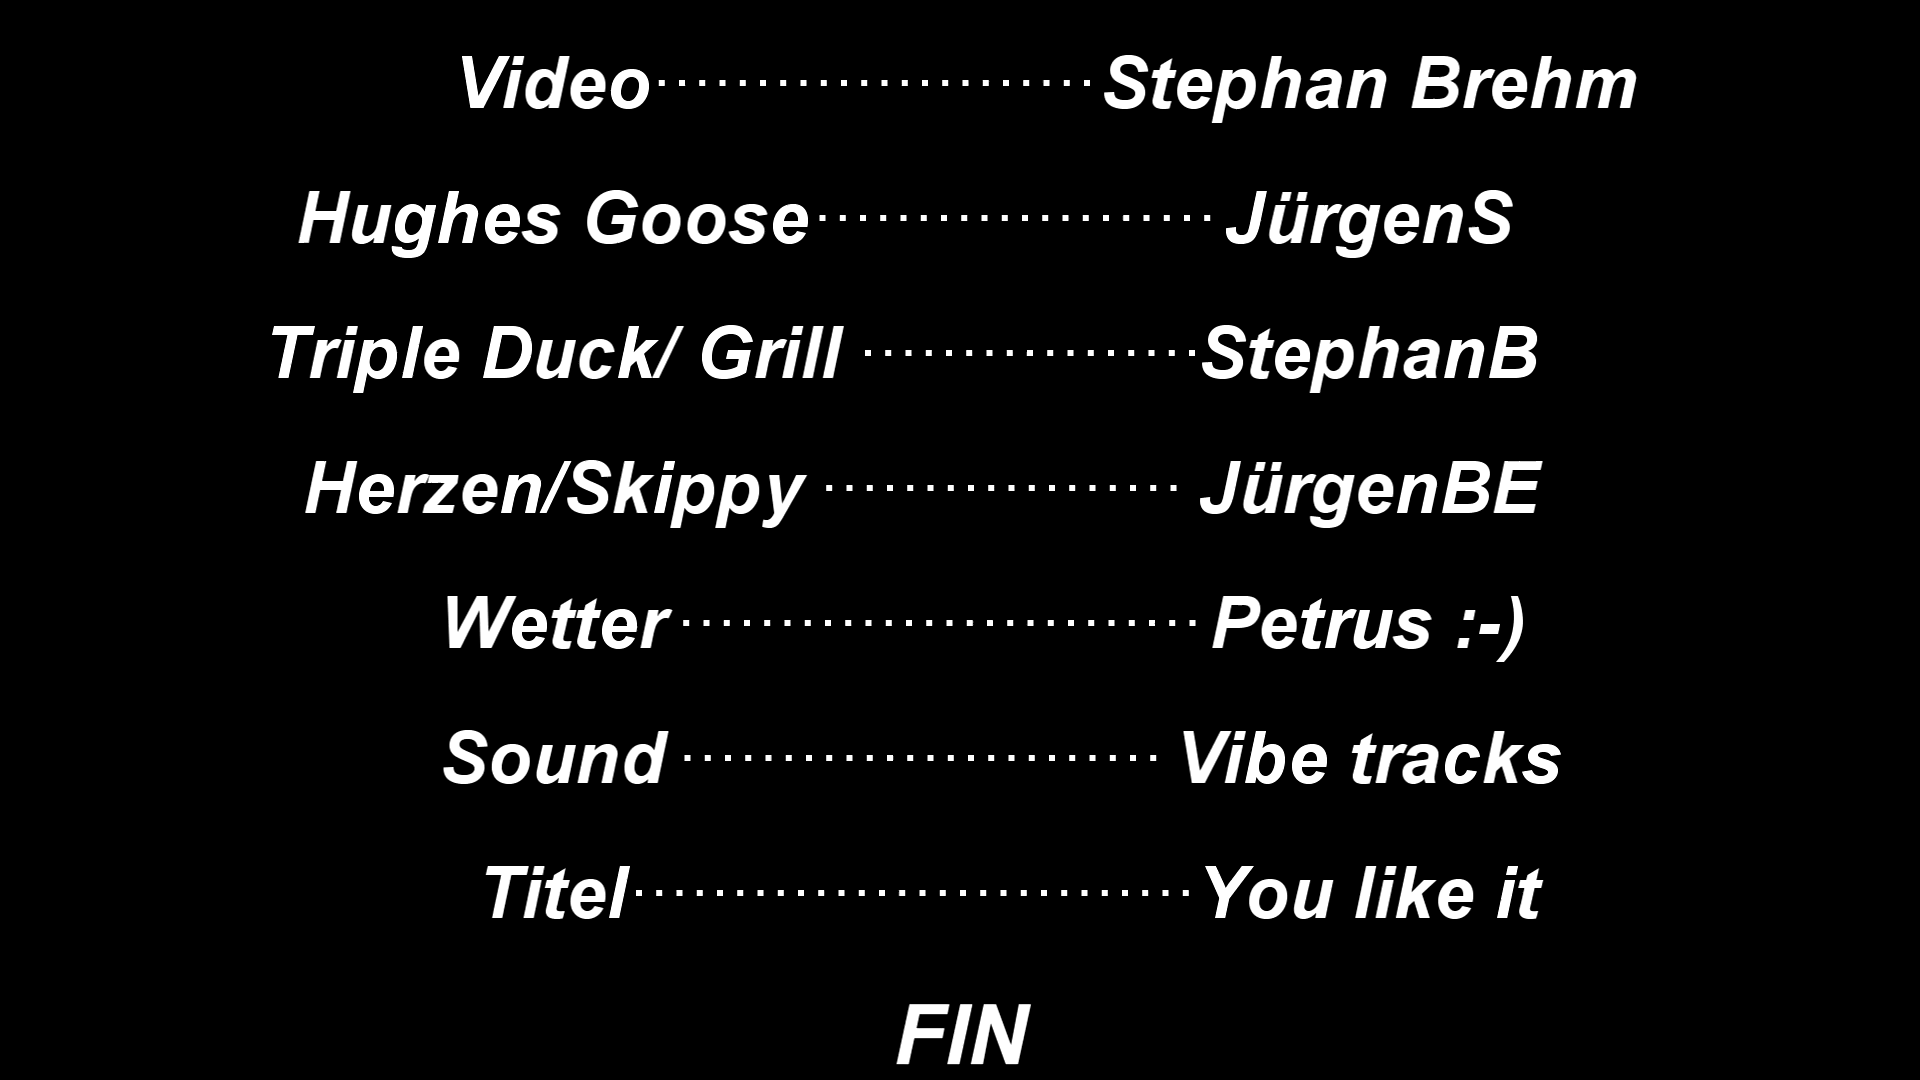 Video······················Stephan Brehm
Hughes Goose····················JürgenS
Triple Duck/ Grill ·················StephanB
Herzen/Skippy ·················· JürgenBE
Wetter ·························· Petrus :-)
Sound ························ Vibe tracks
Titel····························You like it
FIN